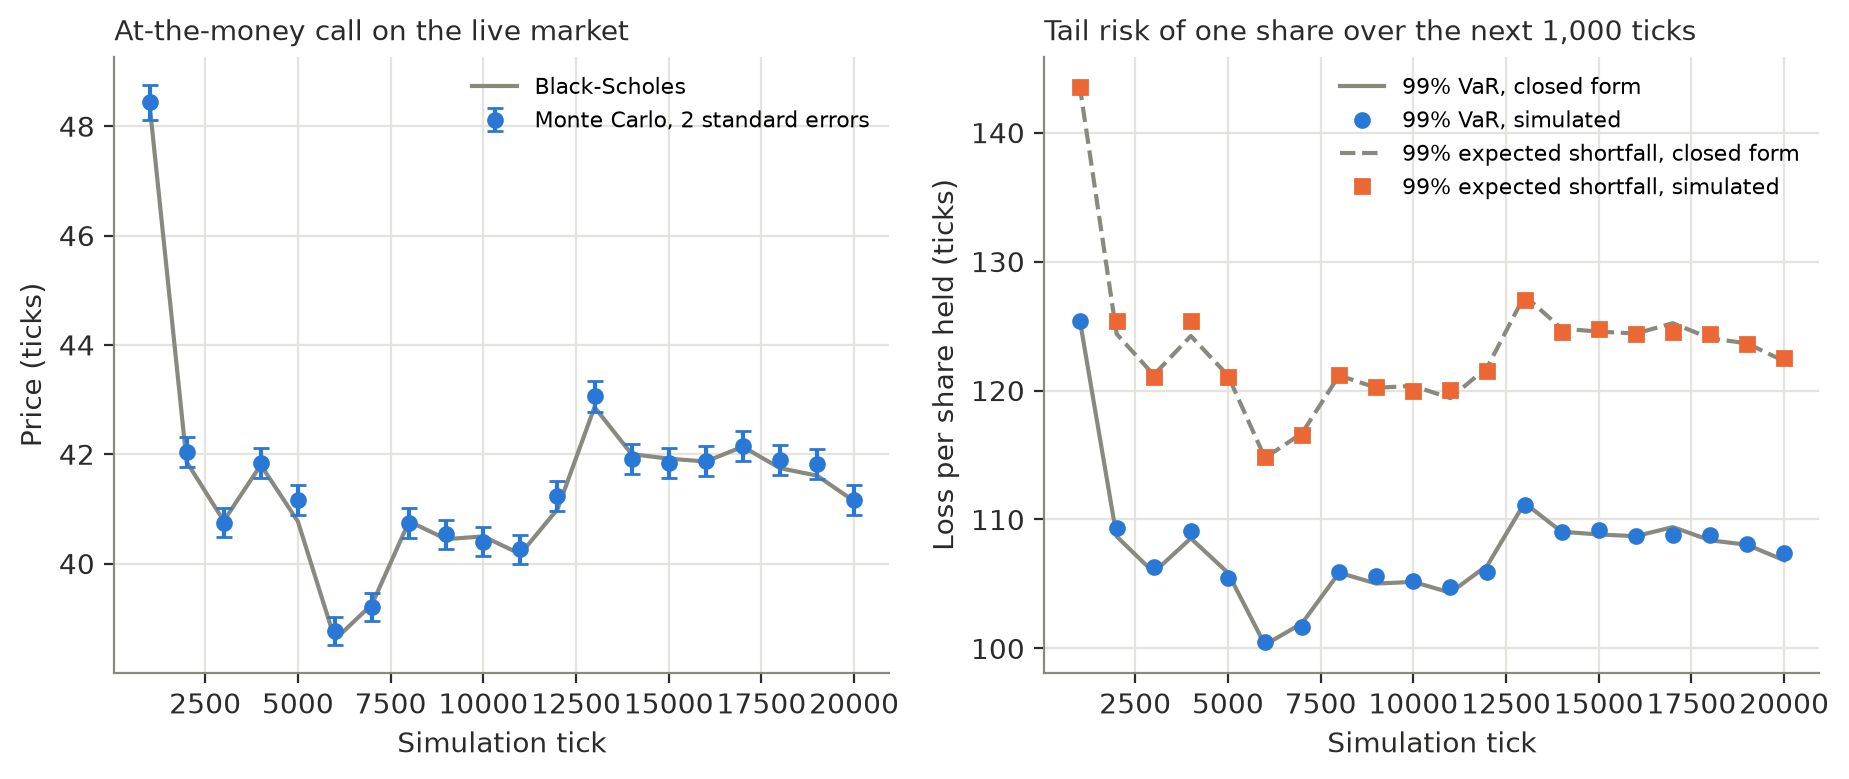 At-the-money call on the live market
Black-Scholes
Monte Carlo, 2 standard errors
Price (ticks)
48
46
44
42
40
2500 5000 7500 10000 12500 15000 17500 20000
Simulation tick
Tail risk of one share over the next 1,000 ticks
99% VaR, closed form
99% VaR, simulated
99% expected shortfall, closed form
99% expected shortfall, simulated
Loss per share held (ticks)
140
130
120
110
100
2500 5000 7500 10000 12500 15000 17500 20000
Simulation tick